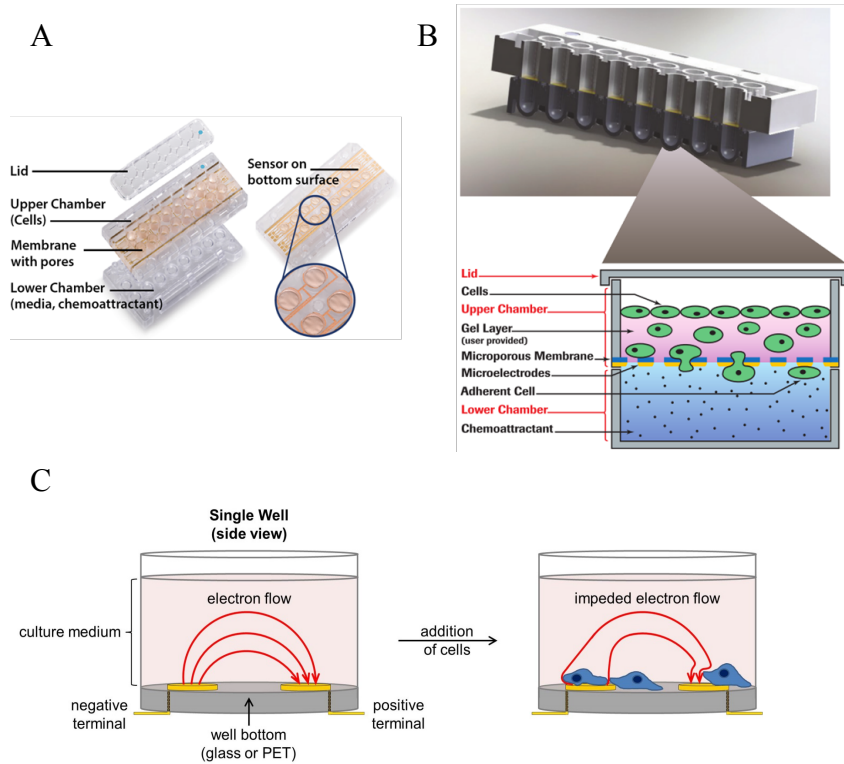 A
B
Lid
Upper Chamber
(Cells)
Membrane
with pores
Lower Chamber
(media, chemoattractant)
Sensor on
bottom surface
Lid
Cells
Upper Chamber
Gel Layer
(user provided)
Microporous Membrane
Microelectrodes
Adherent Cell
Lower Chamber
Chemoattractant
C
Single Well
(side view)
electron flow
culture medium
negative
terminal
well bottom
(glass or PET)
positive
terminal
addition
of cells
impeded electron flow